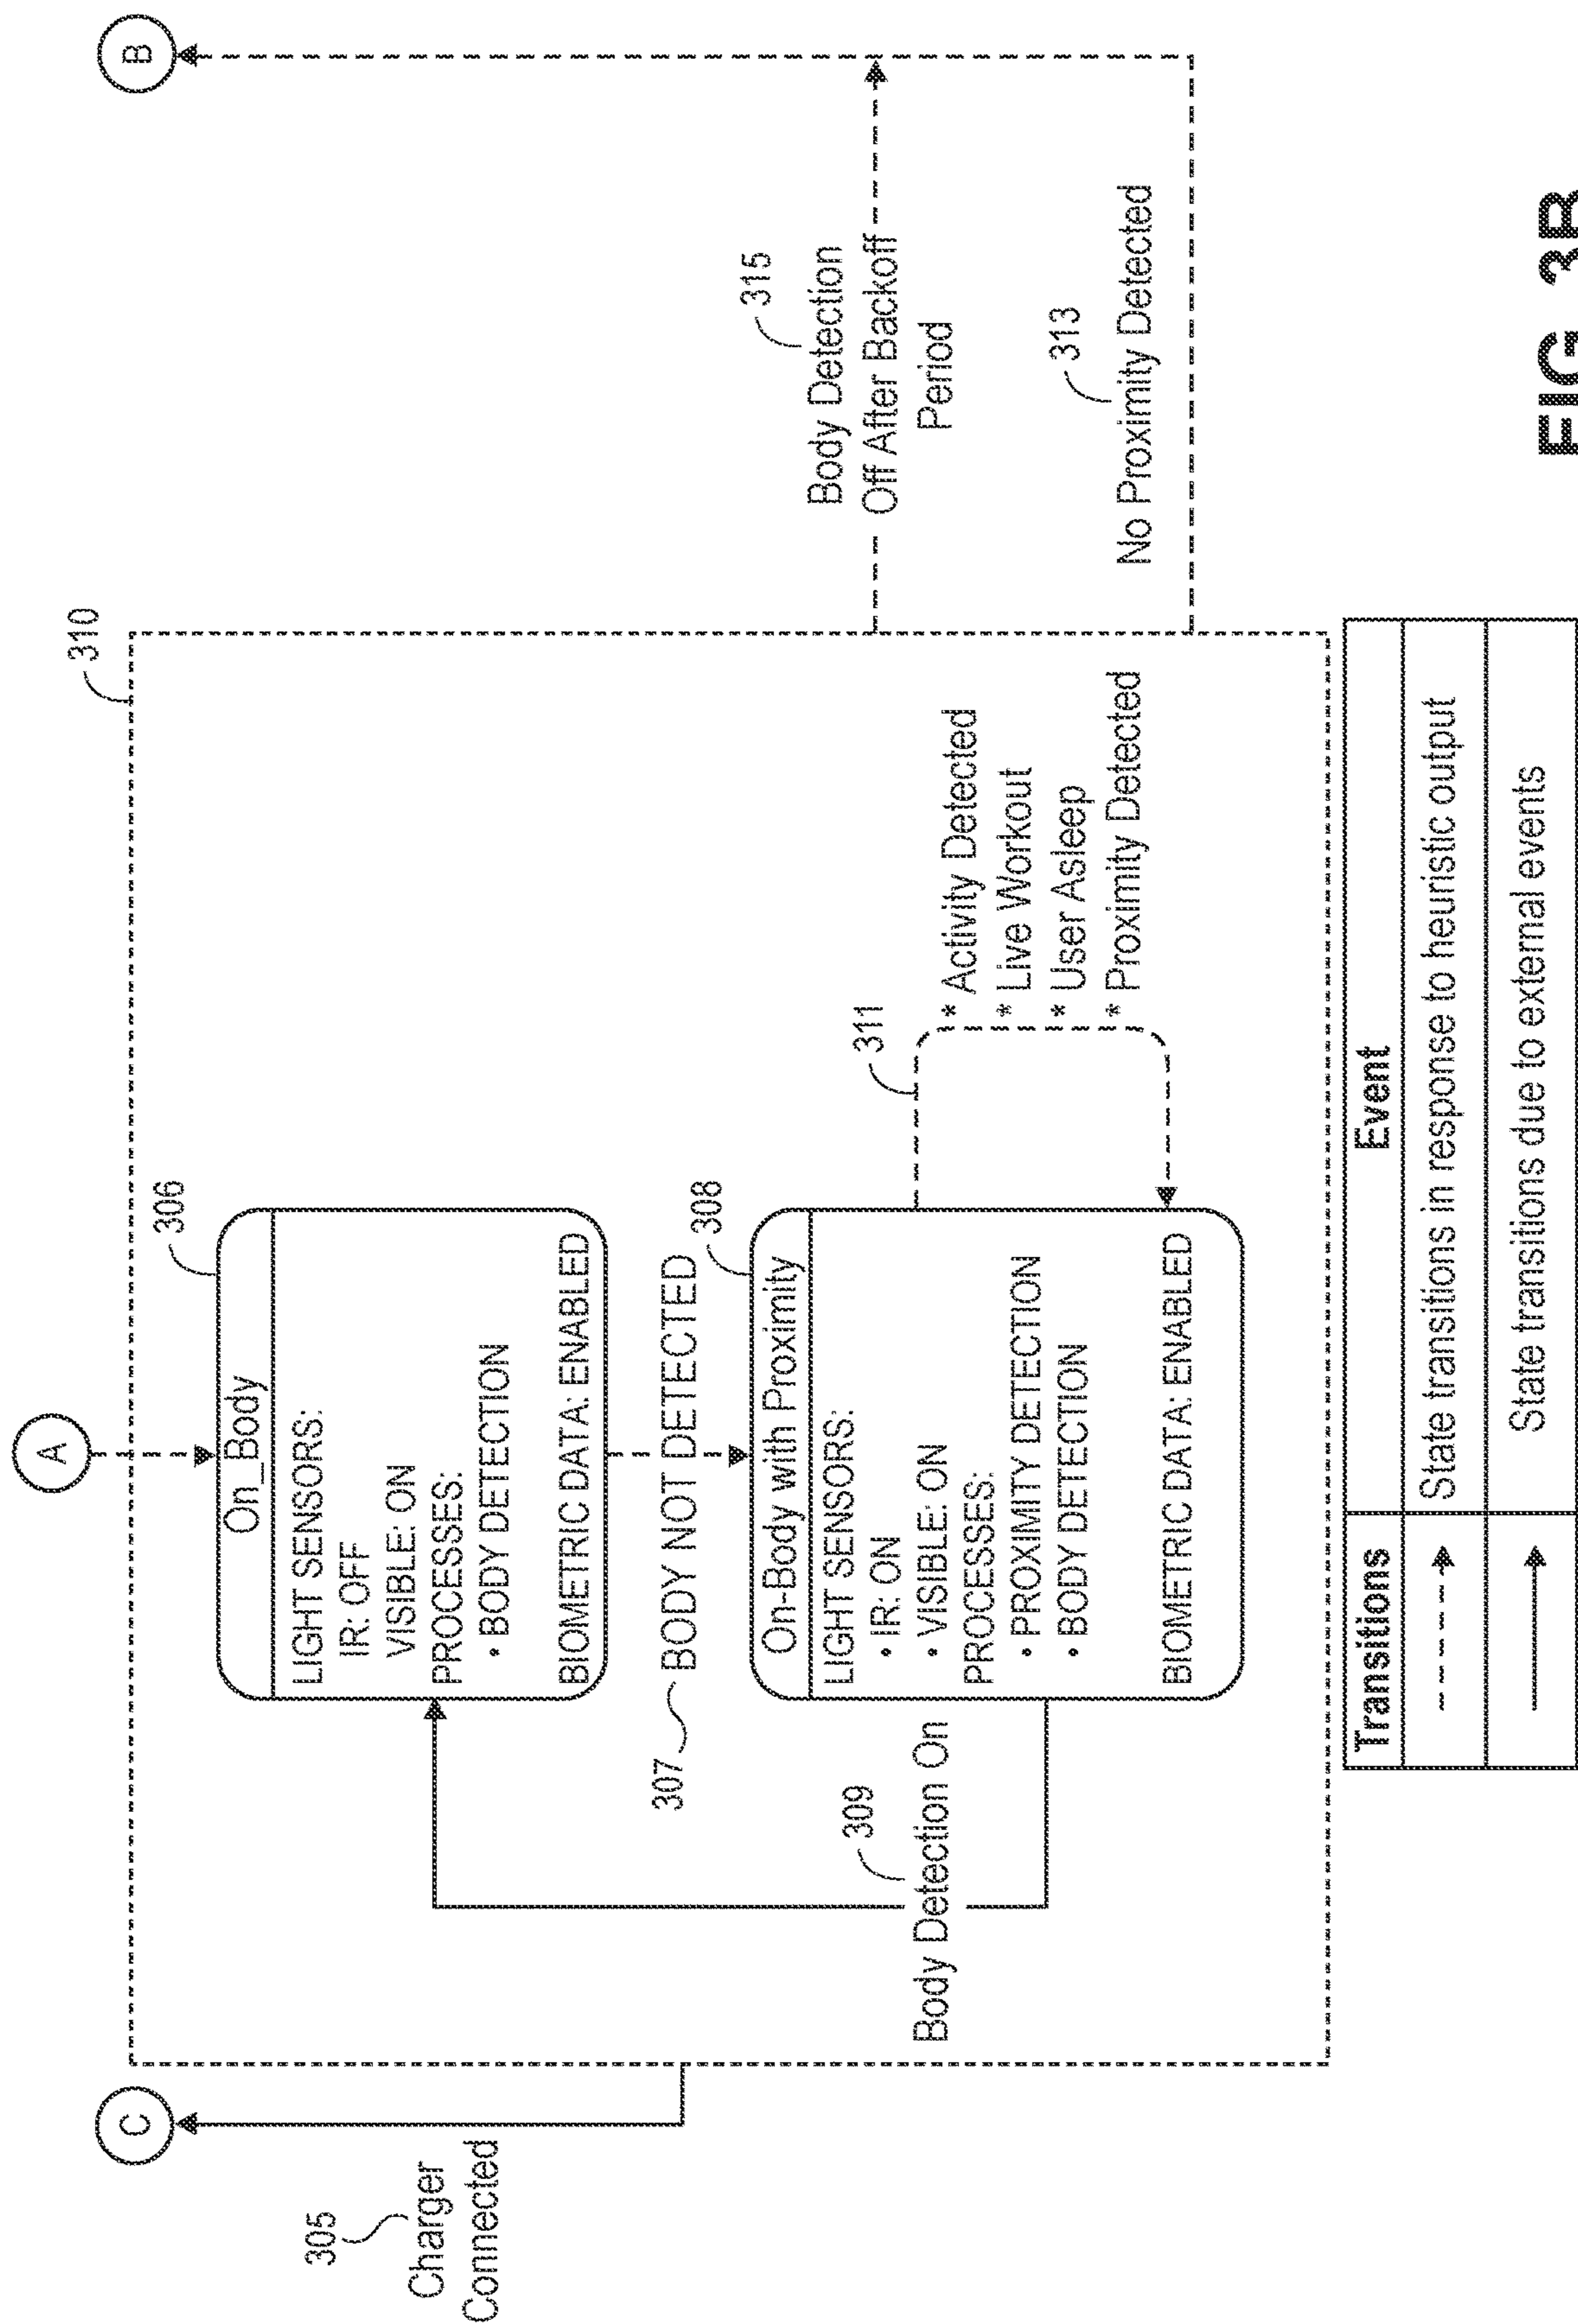 A
B
C
310
305
Charger
Connected
306
On_Body
LIGHT SENSORS:
IR: OFF
VISIBLE: ON
PROCESSES:
• BODY DETECTION
BIOMETRIC DATA: ENABLED
307
BODY NOT DETECTED
308
On-Body with Proximity
LIGHT SENSORS:
• IR: ON
• VISIBLE: ON
PROCESSES:
• PROXIMITY DETECTION
• BODY DETECTION
BIOMETRIC DATA: ENABLED
309
Body Detection On
311
* Activity Detected
* Live Workout
* User Asleep
* Proximity Detected
315
Body Detection
Off After Backoff
Period
313
No Proximity Detected
Transitions Event
State transitions in response to heuristic output
State transitions due to external events
FIG. 3B